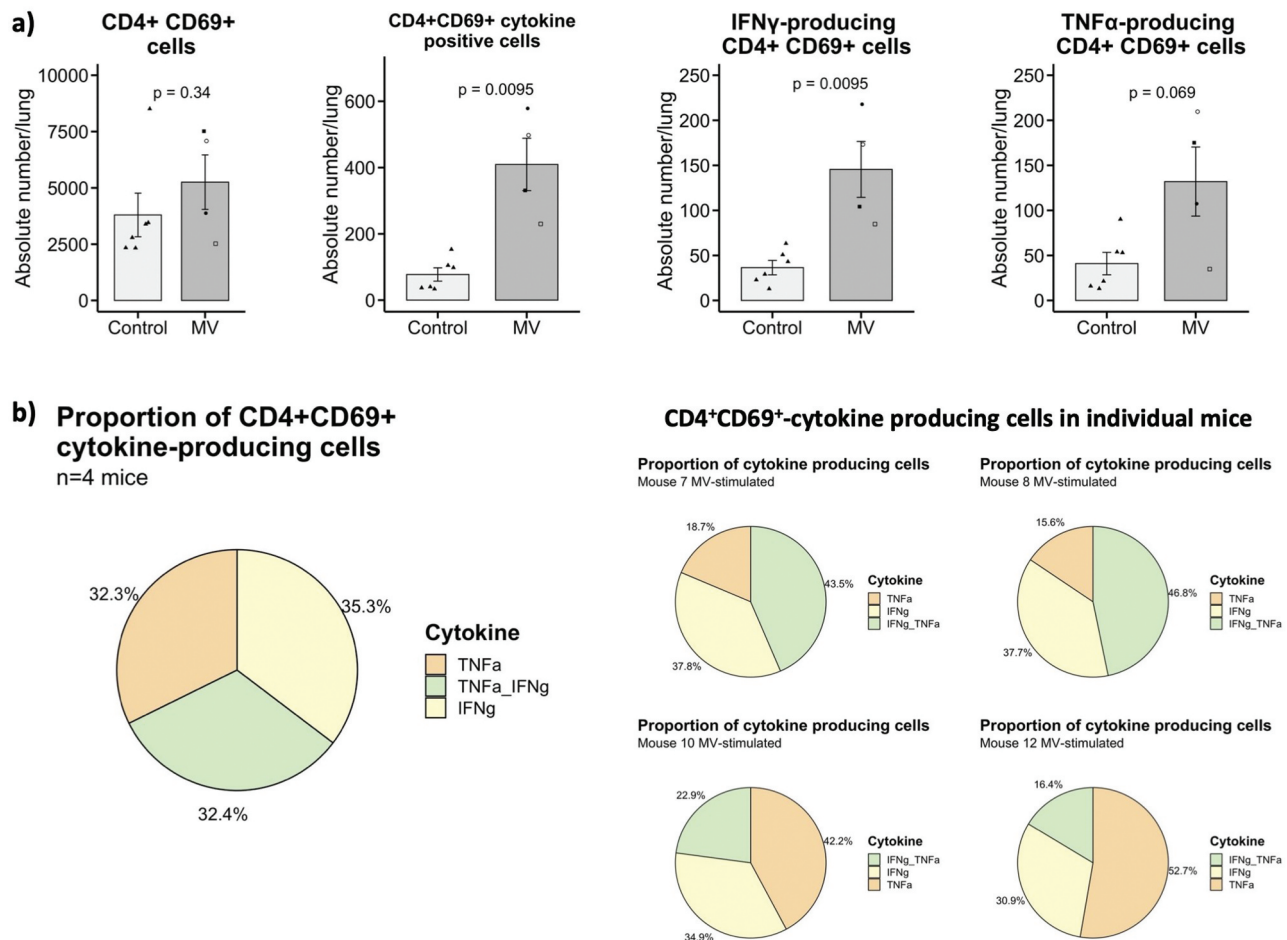 a)
CD4+ CD69+
cells
Absolute number/lung
10000
7500
5000
2500
0
p = 0.34
Control
MV
CD4+CD69+ cytokine
positive cells
Absolute number/lung
600
400
200
0
p = 0.0095
Control
MV
IFNγ-producing
CD4+ CD69+ cells
Absolute number/lung
250
200
150
100
50
0
p = 0.0095
Control
MV
TNFα-producing
CD4+ CD69+ cells
Absolute number/lung
250
200
150
100
50
0
p = 0.069
Control
MV
b)
Proportion of CD4+CD69+
cytokine-producing cells
n=4 mice
32.3%
35.3%
32.4%
Cytokine
TNFa
TNFa_IFNg
IFNg
CD4⁺CD69⁺-cytokine producing cells in individual mice
Proportion of cytokine producing cells
Mouse 7 MV-stimulated
18.7%
43.5%
37.8%
Cytokine
TNFa
IFNg
IFNg_TNFa
Proportion of cytokine producing cells
Mouse 8 MV-stimulated
15.6%
46.8%
37.7%
Cytokine
TNFa
IFNg
IFNg_TNFa
Proportion of cytokine producing cells
Mouse 10 MV-stimulated
22.9%
42.2%
34.9%
Cytokine
IFNg_TNFa
IFNg
TNFa
Proportion of cytokine producing cells
Mouse 12 MV-stimulated
16.4%
52.7%
30.9%
Cytokine
IFNg_TNFa
IFNg
TNFa